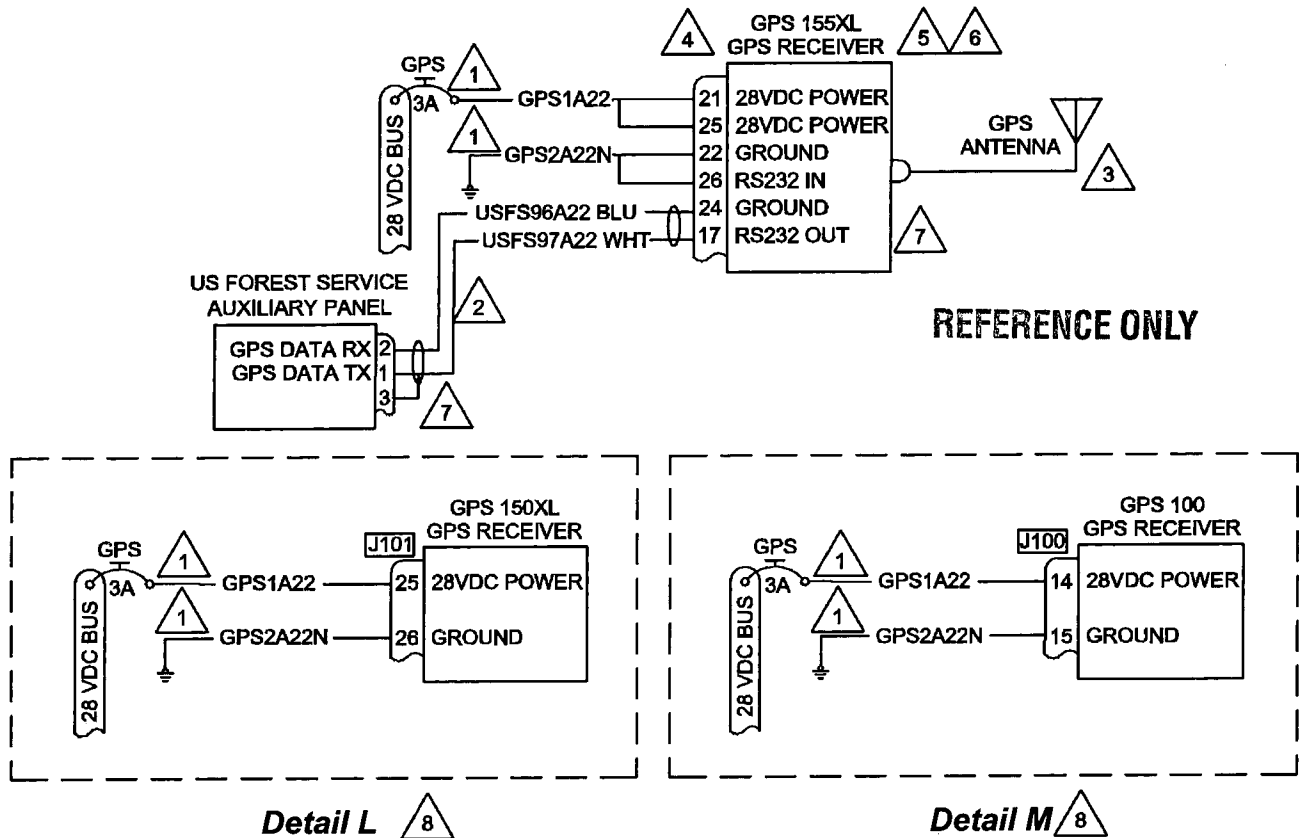 GPS 155XL
GPS RECEIVER
4
5
6
GPS
1
3A
28 VDC BUS
GPS1A22
21 28VDC POWER
25 28VDC POWER
1
GPS2A22N
22 GROUND
26 RS232 IN
USFS96A22 BLU
24 GROUND
USFS97A22 WHT
17 RS232 OUT
7
GPS
ANTENNA
3
US FOREST SERVICE
AUXILIARY PANEL
2
GPS DATA RX 2
GPS DATA TX 1
3
7
REFERENCE ONLY
GPS 150XL
GPS RECEIVER
J101
GPS
1
3A
28 VDC BUS
GPS1A22
25 28VDC POWER
1
GPS2A22N
26 GROUND
Detail L 8
GPS 100
GPS RECEIVER
J100
GPS
1
3A
28 VDC BUS
GPS1A22
14 28VDC POWER
1
GPS2A22N
15 GROUND
Detail M 8